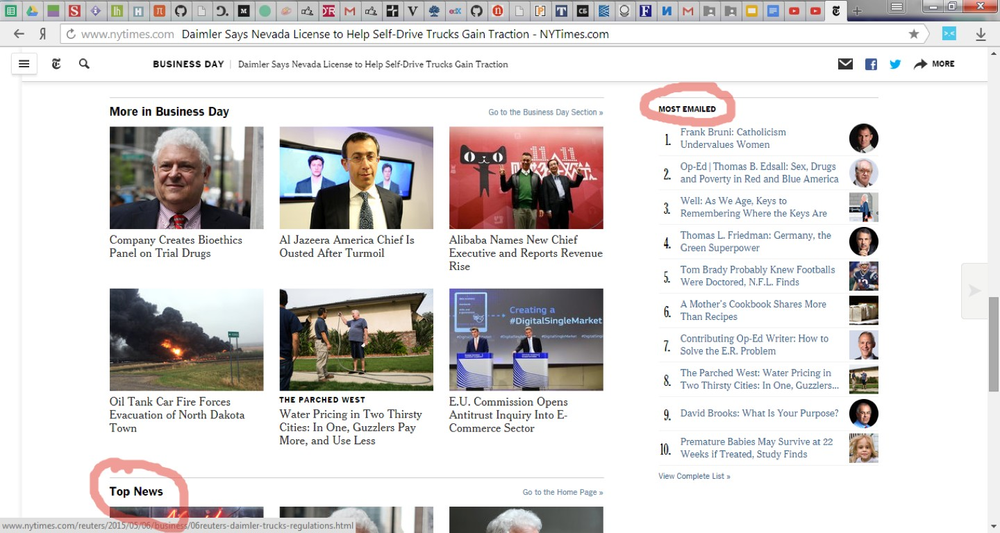 www.nytimes.com Daimler Says Nevada License to Help Self-Drive Trucks Gain Traction - NYTimes.com
BUSINESS DAY | Daimler Says Nevada License to Help Self-Drive Trucks Gain Traction
MORE
More in Business Day
Go to the Business Day Section »
Company Creates Bioethics
Panel on Trial Drugs
Al Jazeera America Chief Is
Ousted After Turmoil
11 11
Alibaba Names New Chief
Executive and Reports Revenue
Rise
Oil Tank Car Fire Forces
Evacuation of North Dakota
Town
THE PARCHED WEST
Water Pricing in Two Thirsty
Cities: In One, Guzzlers Pay
More, and Use Less
Creating a
#DigitalSingleMarket
E.U. Commission Opens
Antitrust Inquiry Into E-
Commerce Sector
Top News
Go to the Home Page »
MOST EMAILED
1. Frank Bruni: Catholicism
Undervalues Women
2. Op-Ed | Thomas B. Edsall: Sex, Drugs
and Poverty in Red and Blue America
3. Well: As We Age, Keys to
Remembering Where the Keys Are
4. Thomas L. Friedman: Germany, the
Green Superpower
5. Tom Brady Probably Knew Footballs
Were Doctored, N.F.L. Finds
6. A Mother's Cookbook Shares More
Than Recipes
7. Contributing Op-Ed Writer: How to
Solve the E.R. Problem
8. The Parched West: Water Pricing in
Two Thirsty Cities: In One, Guzzlers...
9. David Brooks: What Is Your Purpose?
10. Premature Babies May Survive at 22
Weeks if Treated, Study Finds
View Complete List »
www.nytimes.com/reuters/2015/05/06/business/06reuters-daimler-trucks-regulations.html